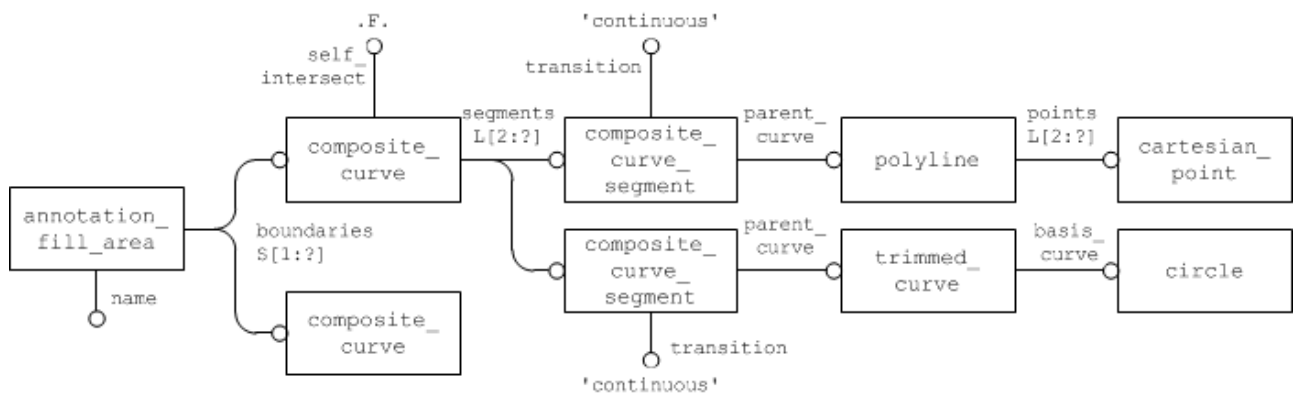 .F.
'continuous'
self_
intersect
transition
segments
L[2:?]
parent_
curve
points
L[2:?]
composite_
curve
composite_
curve_
segment
polyline
cartesian_
point
annotation_
fill_area
boundaries
S[1:?]
parent_
curve
basis_
curve
composite_
curve_
segment
trimmed_
curve
circle
name
composite_
curve
transition
'continuous'